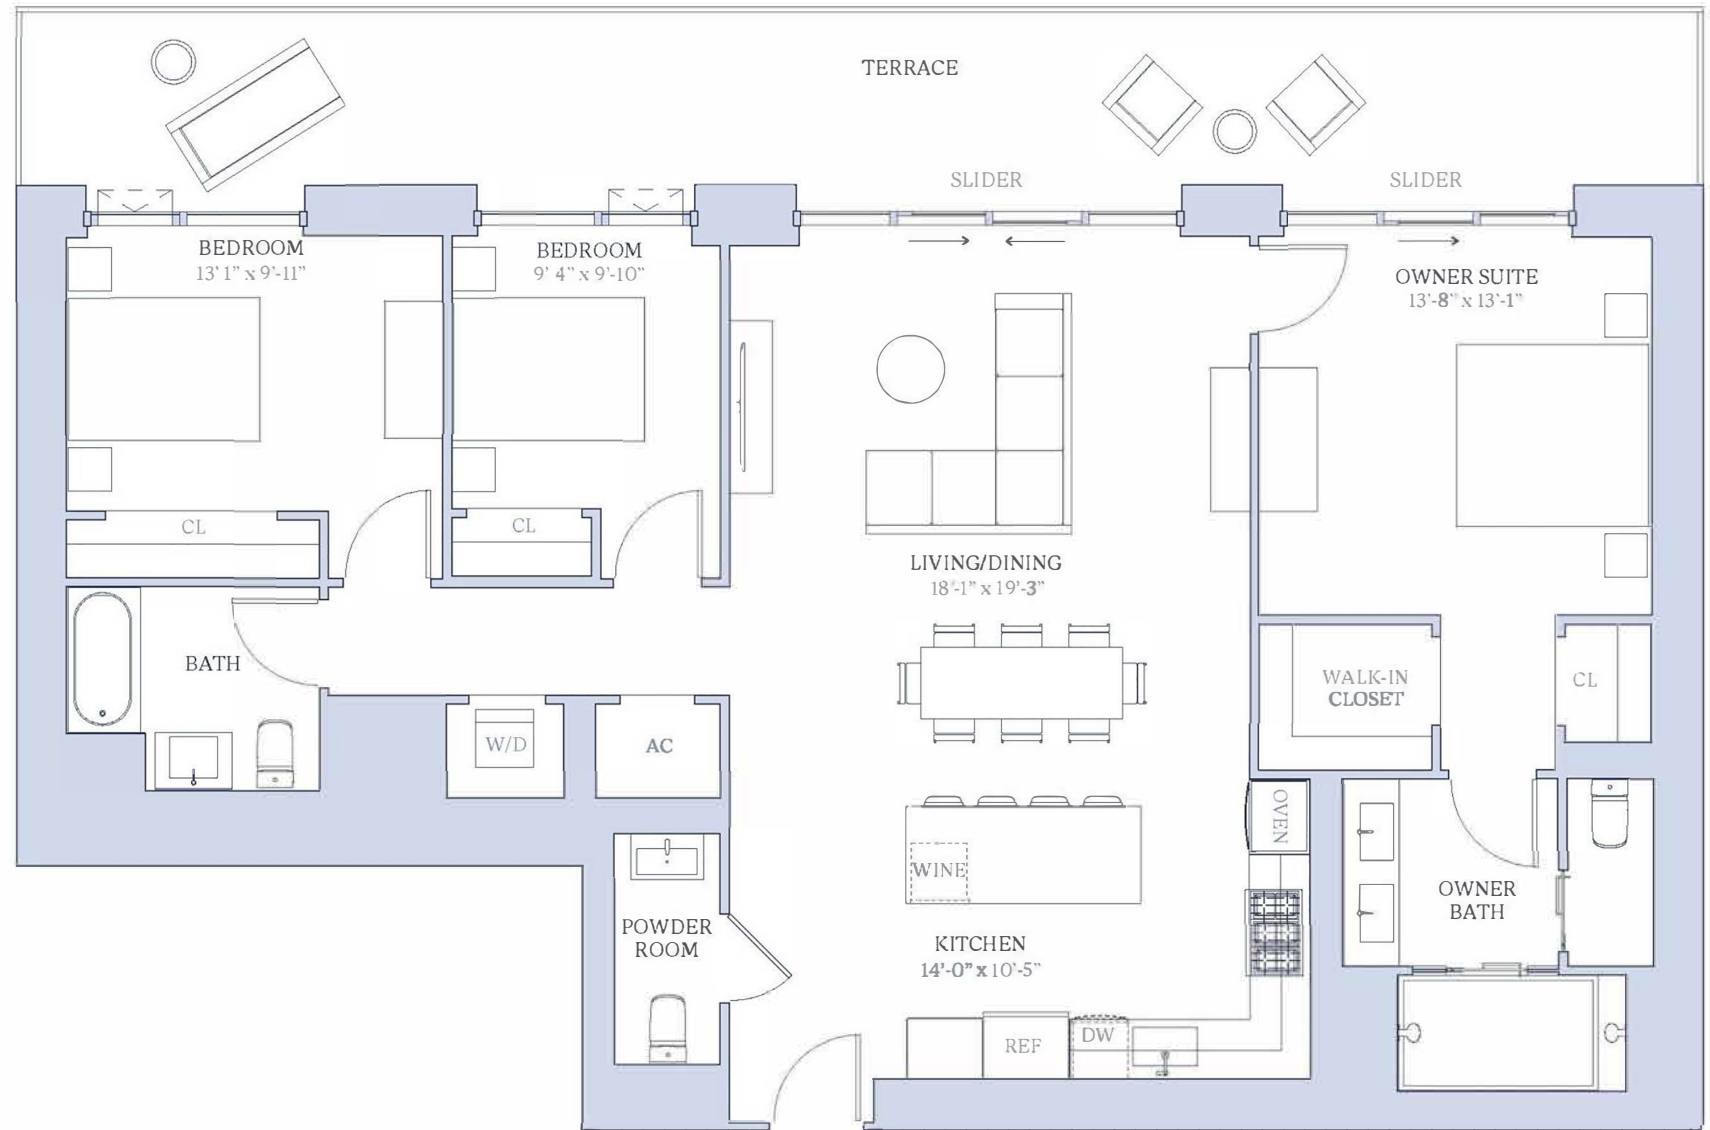 TERRACE
SLIDER
SLIDER
BEDROOM
13' 1" x 9'-11"
BEDROOM
9' 4" x 9'-10"
OWNER SUITE
13'-8" x 13'-1"
CL
CL
LIVING/DINING
18'-1" x 19'-3"
BATH
WALK-IN
CLOSET
CL
W/D
AC
OVEN
WINE
OWNER
BATH
POWDER
ROOM
KITCHEN
14'-0" x 10'-5"
REF
DW